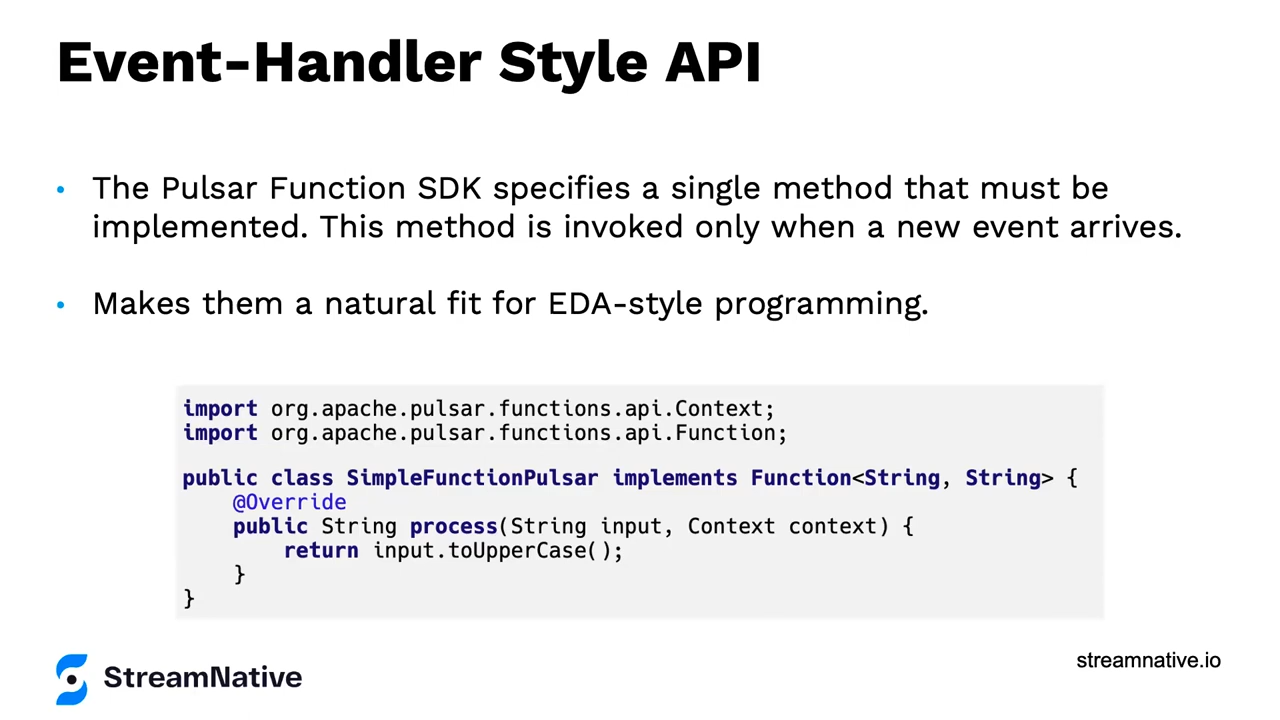 Event-Handler Style API
• The Pulsar Function SDK specifies a single method that must be
implemented. This method is invoked only when a new event arrives.
• Makes them a natural fit for EDA-style programming.
import org.apache.pulsar.functions.api.Context;
import org.apache.pulsar.functions.api.Function;
public class SimpleFunctionPulsar implements Function<String, String> {
    @Override
    public String process(String input, Context context) {
        return input.toUpperCase();
    }
}
StreamNative
streamnative.io